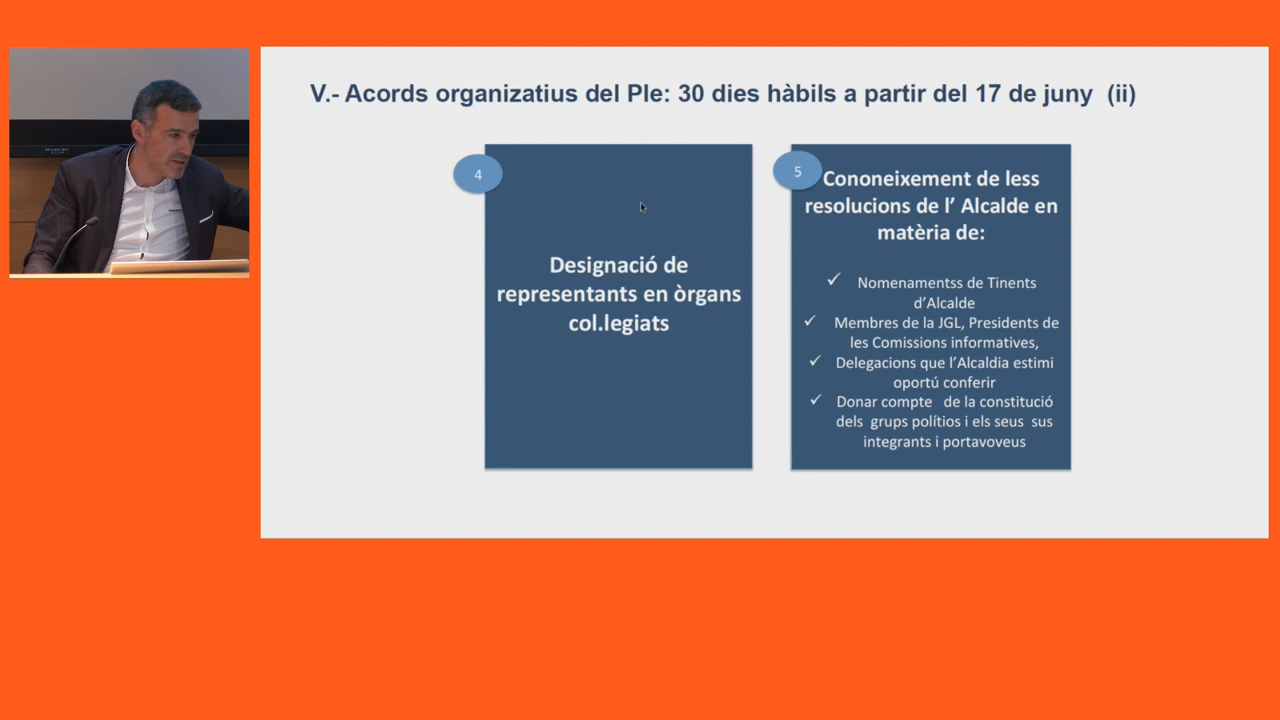 V.- Acords organizatius del Ple: 30 dies hàbils a partir del 17 de juny (ii)
4
Designació de
representants en òrgans
col.legiats
5
Cononeixement de less
resolucions de l’ Alcalde en
matèria de:
✓ Nomenamentss de Tinents
d’Alcalde
✓ Membres de la JGL, Presidents de
les Comissions informatives,
✓ Delegacions que l’Alcaldia estimi
oportú conferir
✓ Donar compte de la constitució
dels grups polítios i els seus sus
integrants i portavoveus